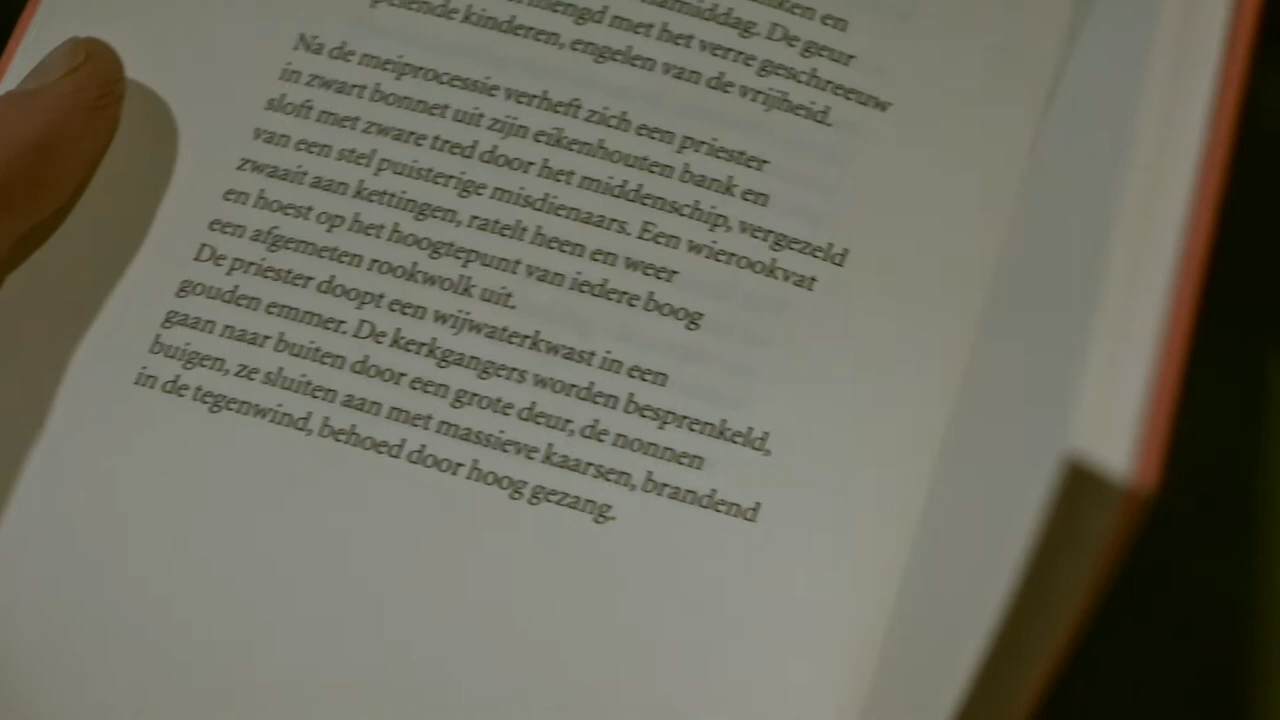 en
namiddag. De geur
mengd met het verre geschreeuw
kinderen, engelen van de vrijheid.
Na de meiprocessie verheft zich een priester
in zwart bonnet uit zijn eikenhouten bank en
sloft met zware tred door het middenschip, vergezeld
van een stel puisterige misdienaars. Een wierookvat
zwaait aan kettingen, ratelt heen en weer
en hoest op het hoogtepunt van iedere boog
een afgemeten rookwolk uit.
De priester doopt een wijwaterkwast in een
gouden emmer. De kerkgangers worden besprenkeld,
gaan naar buiten door een grote deur, de nonnen
buigen, ze sluiten aan met massieve kaarsen, brandend
in de tegenwind, behoed door hoog gezang.